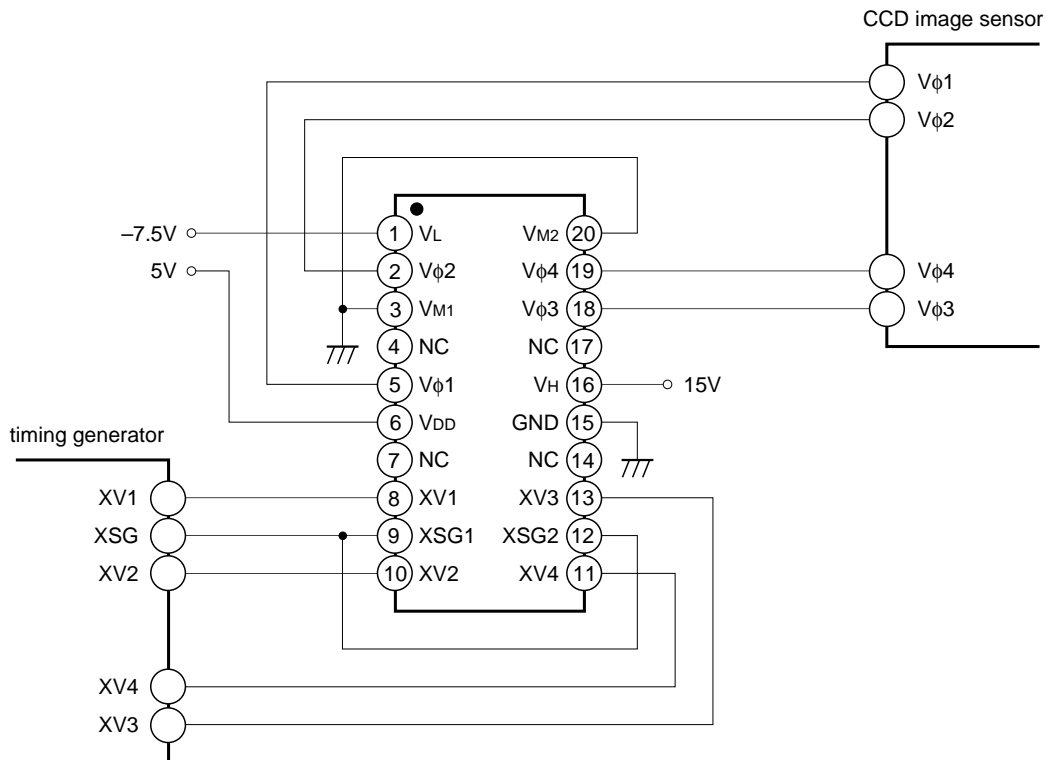 CCD image sensor
Vφ1
Vφ2
Vφ4
Vφ3
–7.5V
5V
1 VL
2 Vφ2
3 VM1
4 NC
5 Vφ1
6 VDD
7 NC
8 XV1
9 XSG1
10 XV2
VM2 20
Vφ4 19
Vφ3 18
NC 17
VH 16
15V
GND 15
NC 14
XV3 13
XSG2 12
XV4 11
timing generator
XV1
XSG
XV2
XV4
XV3